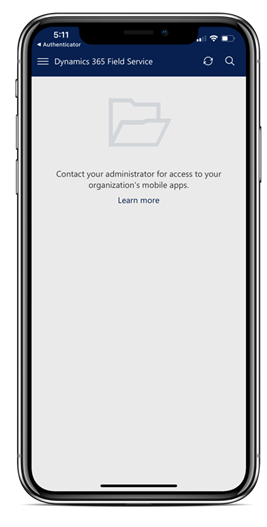 5:11
◀ Authenticator
Dynamics 365 Field Service
Contact your administrator for access to your
organization's mobile apps.
Learn more